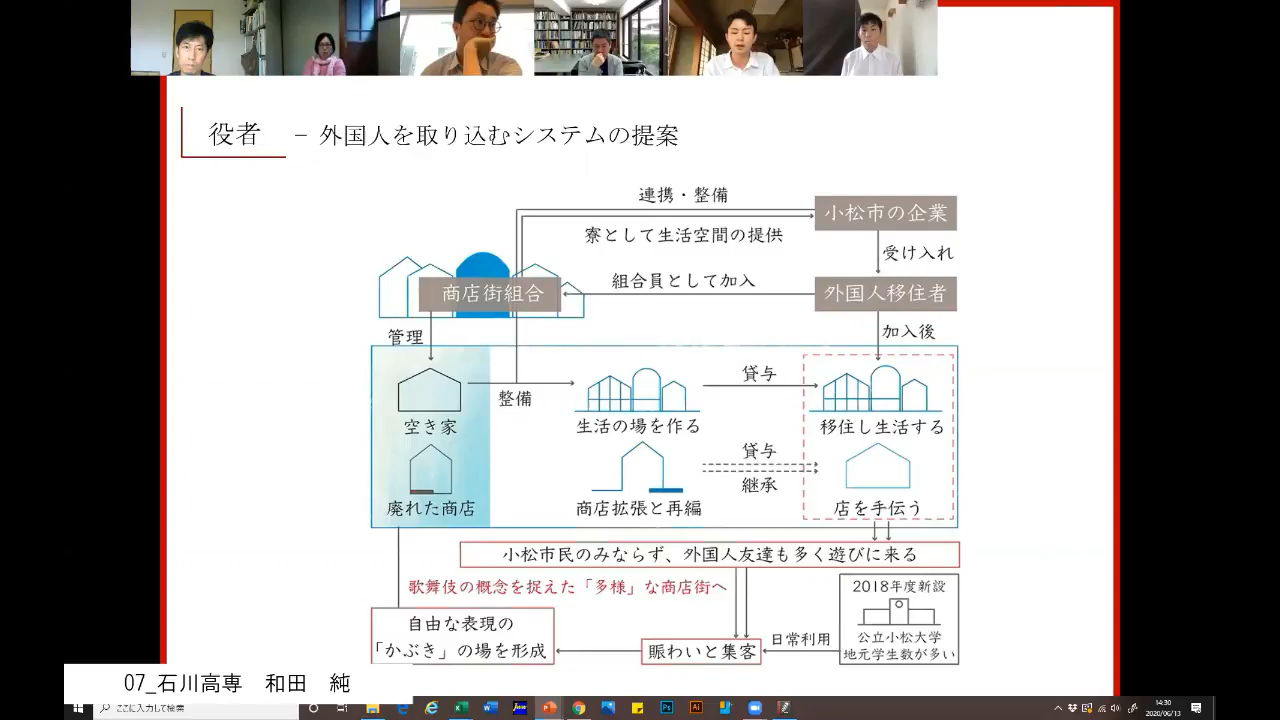 役者 － 外国人を取り込むシステムの提案
連携・整備
小松市の企業
寮として生活空間の提供
受け入れ
組合員として加入
商店街組合
外国人移住者
管理
加入後
整備
貸与
空き家
生活の場を作る
移住し生活する
貸与
継承
廃れた商店
商店拡張と再編
店を手伝う
小松市民のみならず、外国人友達も多く遊びに来る
歌舞伎の概念を捉えた「多様」な商店街へ
2018年度新設
自由な表現の
「かぶき」の場を形成
賑わいと集客
日常利用
公立小松大学
地元学生数が多い
07_石川高専　和田　純
ここに入力して検索
14:30
2020/06/13